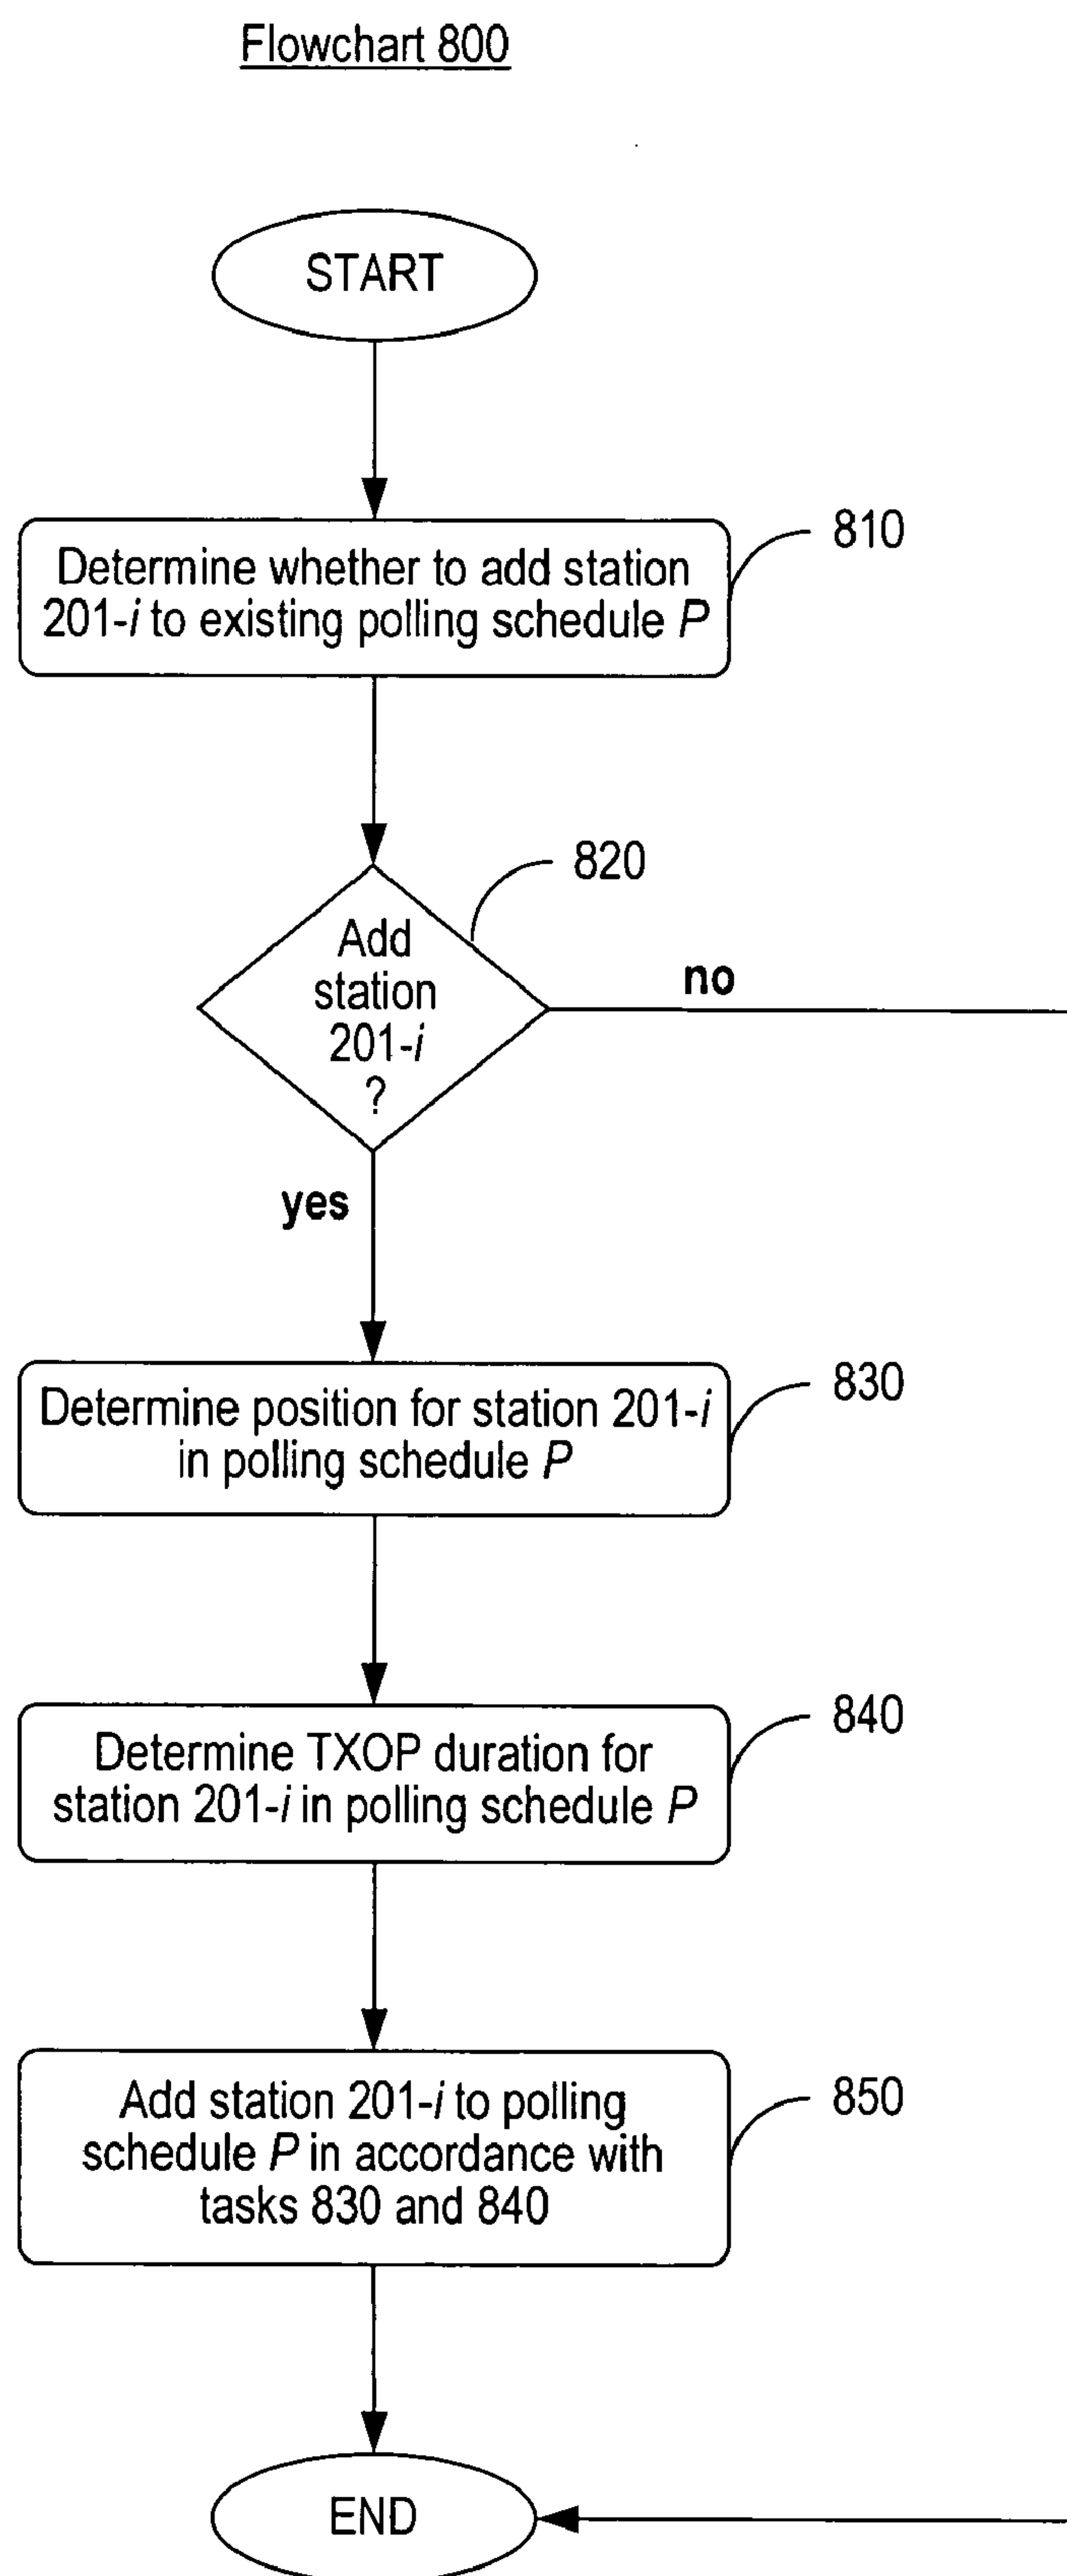 Flowchart 800
START
810
Determine whether to add station
201-i to existing polling schedule P
820
Add
station
201-i
?
no
yes
830
Determine position for station 201-i
in polling schedule P
840
Determine TXOP duration for
station 201-i in polling schedule P
850
Add station 201-i to polling
schedule P in accordance with
tasks 830 and 840
END